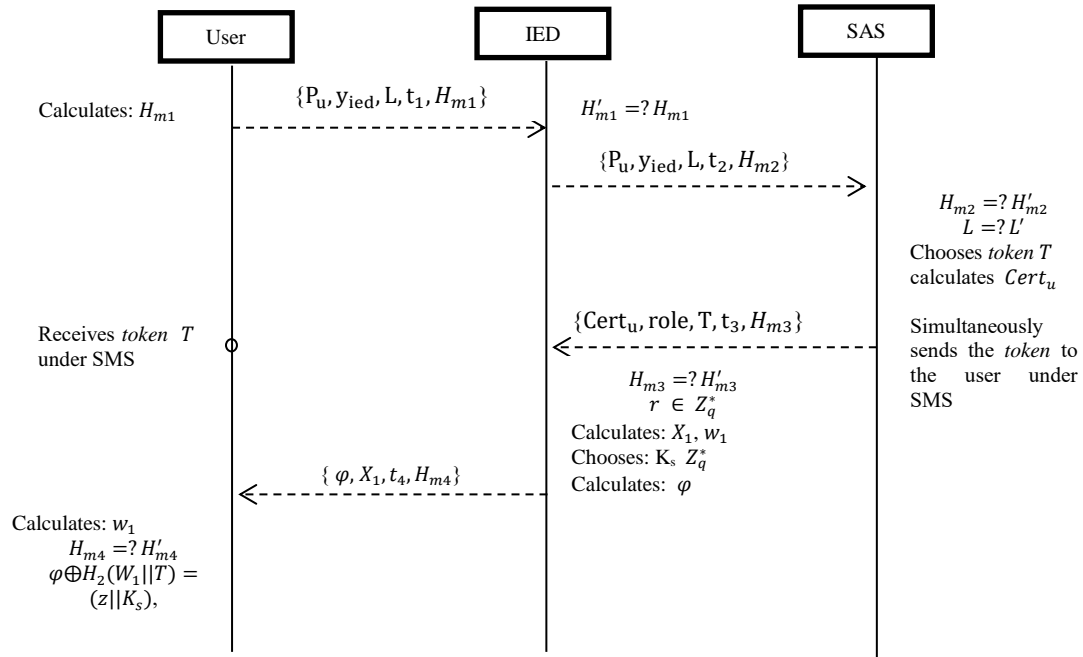 User
IED
SAS
Calculates: H_{m1}
{P_u, y_{ied}, L, t_1, H_{m1}}
H'_{m1} =? H_{m1}
{P_u, y_{ied}, L, t_2, H_{m2}}
H_{m2} =? H'_{m2}
L =? L'
Chooses token T
calculates Cert_u
Receives token T
under SMS
{Cert_u, role, T, t_3, H_{m3}}
Simultaneously
sends the token to
the user under
SMS
H_{m3} =? H'_{m3}
r ∈ Z_q^*
Calculates: X_1, w_1
Chooses: K_s Z_q^*
Calculates: φ
{ φ, X_1, t_4, H_{m4}}
Calculates: w_1
H_{m4} =? H'_{m4}
φ⊕H_2(W_1||T) =
(z||K_s),